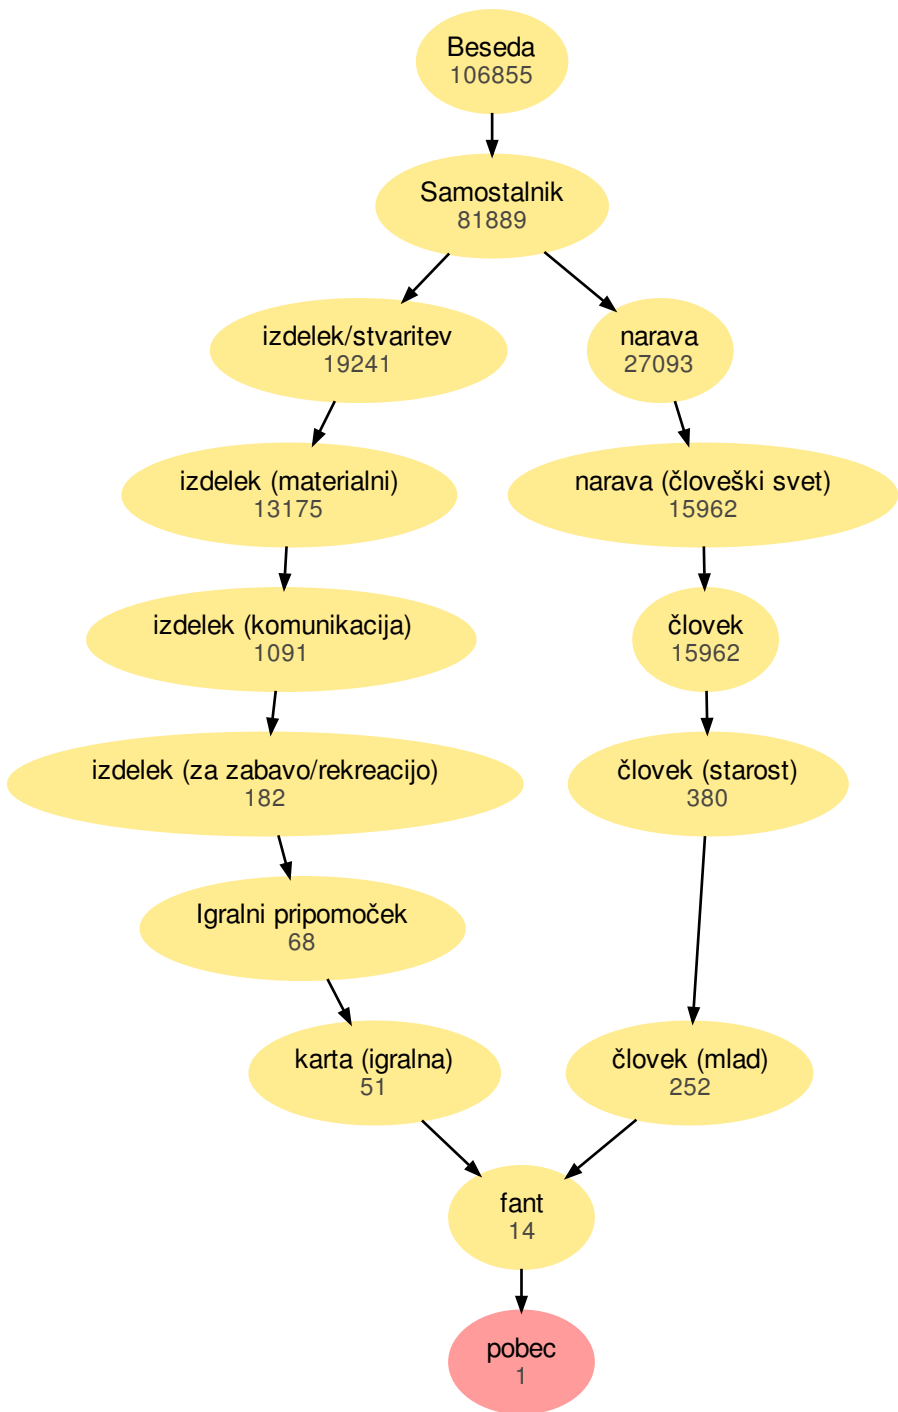 Beseda
106855
Samostalnik
81889
izdelek/stvaritev
19241
narava
27093
izdelek (materialni)
13175
narava (človeški svet)
15962
izdelek (komunikacija)
1091
človek
15962
izdelek (za zabavo/rekreacijo)
182
človek (starost)
380
Igralni pripomoček
68
karta (igralna)
51
človek (mlad)
252
fant
14
pobec
1